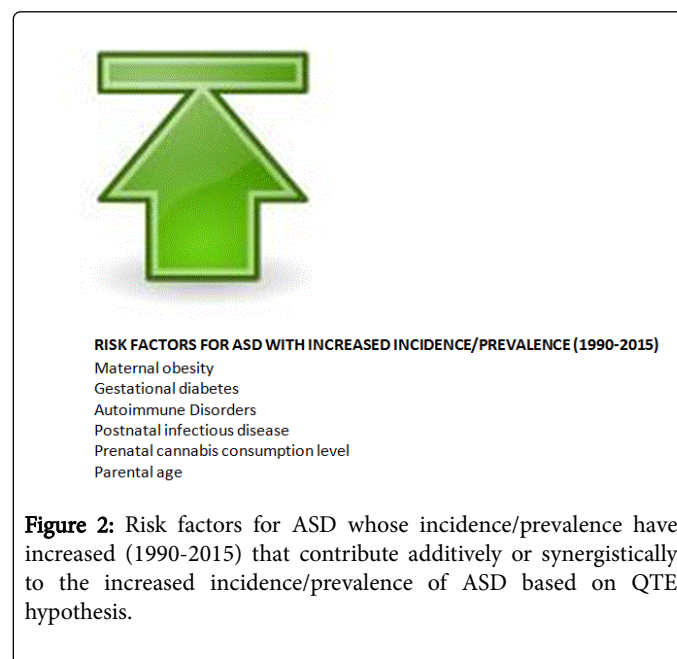 RISK FACTORS FOR ASD WITH INCREASED INCIDENCE/PREVALENCE (1990-2015)
Maternal obesity
Gestational diabetes
Autoimmune Disorders
Postnatal infectious disease
Prenatal cannabis consumption level
Parental age
Figure 2: Risk factors for ASD whose incidence/prevalence have
increased (1990-2015) that contribute additively or synergistically
to the increased incidence/prevalence of ASD based on QTE
hypothesis.